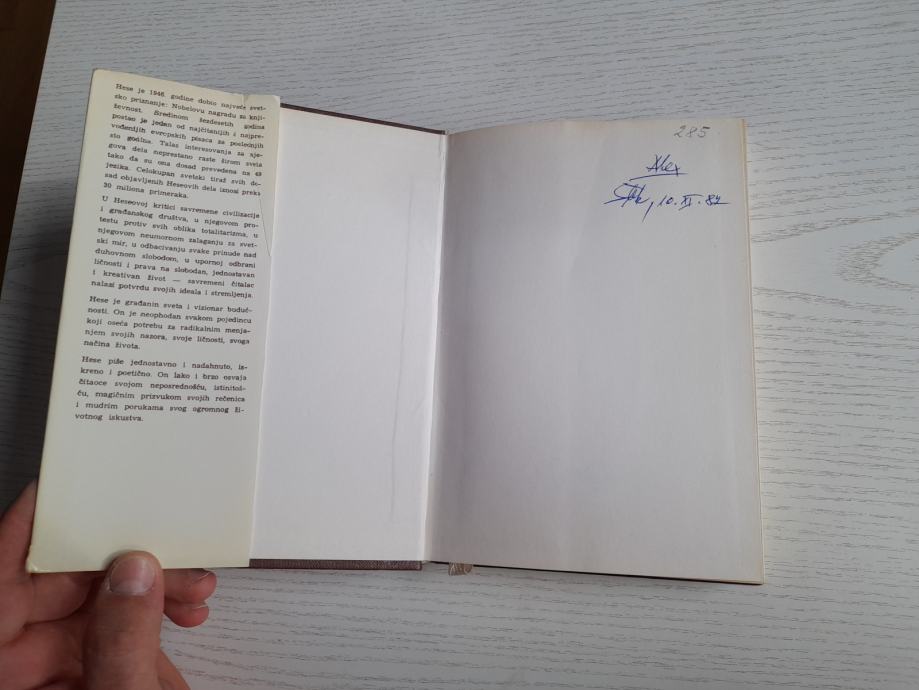 Hese je 1946. godine dobio najveće svet-
sko priznanje: Nobelovu nagradu za knji-
ževnost. Sredinom šezdesetih godina
postao je jedan od najčitanijih i najpre-
vođenijih evropskih pisaca za poslednjih
sto godina. Talas interesovanja za nje-
gova dela neprestano raste širom sveta
tako da su ona dosad prevedena na 49
jezika. Celokupan svetski tiraž svih do-
sad objavljenih Heseovih dela iznosi preko
30 miliona primeraka.
U Heseovoj kritici savremene civilizacije
i građanskog društva, u njegovom pro-
testu protiv svih oblika totalitarizma, u
njegovom neumornom zalaganju za svet-
ski mir, u odbacivanju svake prinude nad
duhovnom slobodom, u upornoj odbrani
ličnosti i prava na slobodan, jednostavan
i kreativan život — savremeni čitalac
nalazi potvrdu svojih ideala i stremljenja.
Hese je građanin sveta i vizionar buduć-
nosti. On je neophodan svakom pojedincu
koji oseća potrebu za radikalnim menja-
njem svojih nazora, svoje ličnosti, svoga
načina života.
Hese piše jednostavno i nadahnuto, is-
kreno i poetično. On lako i brzo osvaja
čitaoce svojom neposrednošću, istinitoš-
ću, magičnim prizvukom svojih rečenica
i mudrim porukama svog ogromnog ži-
votnog iskustva.
285
Alex
10. XI. 82